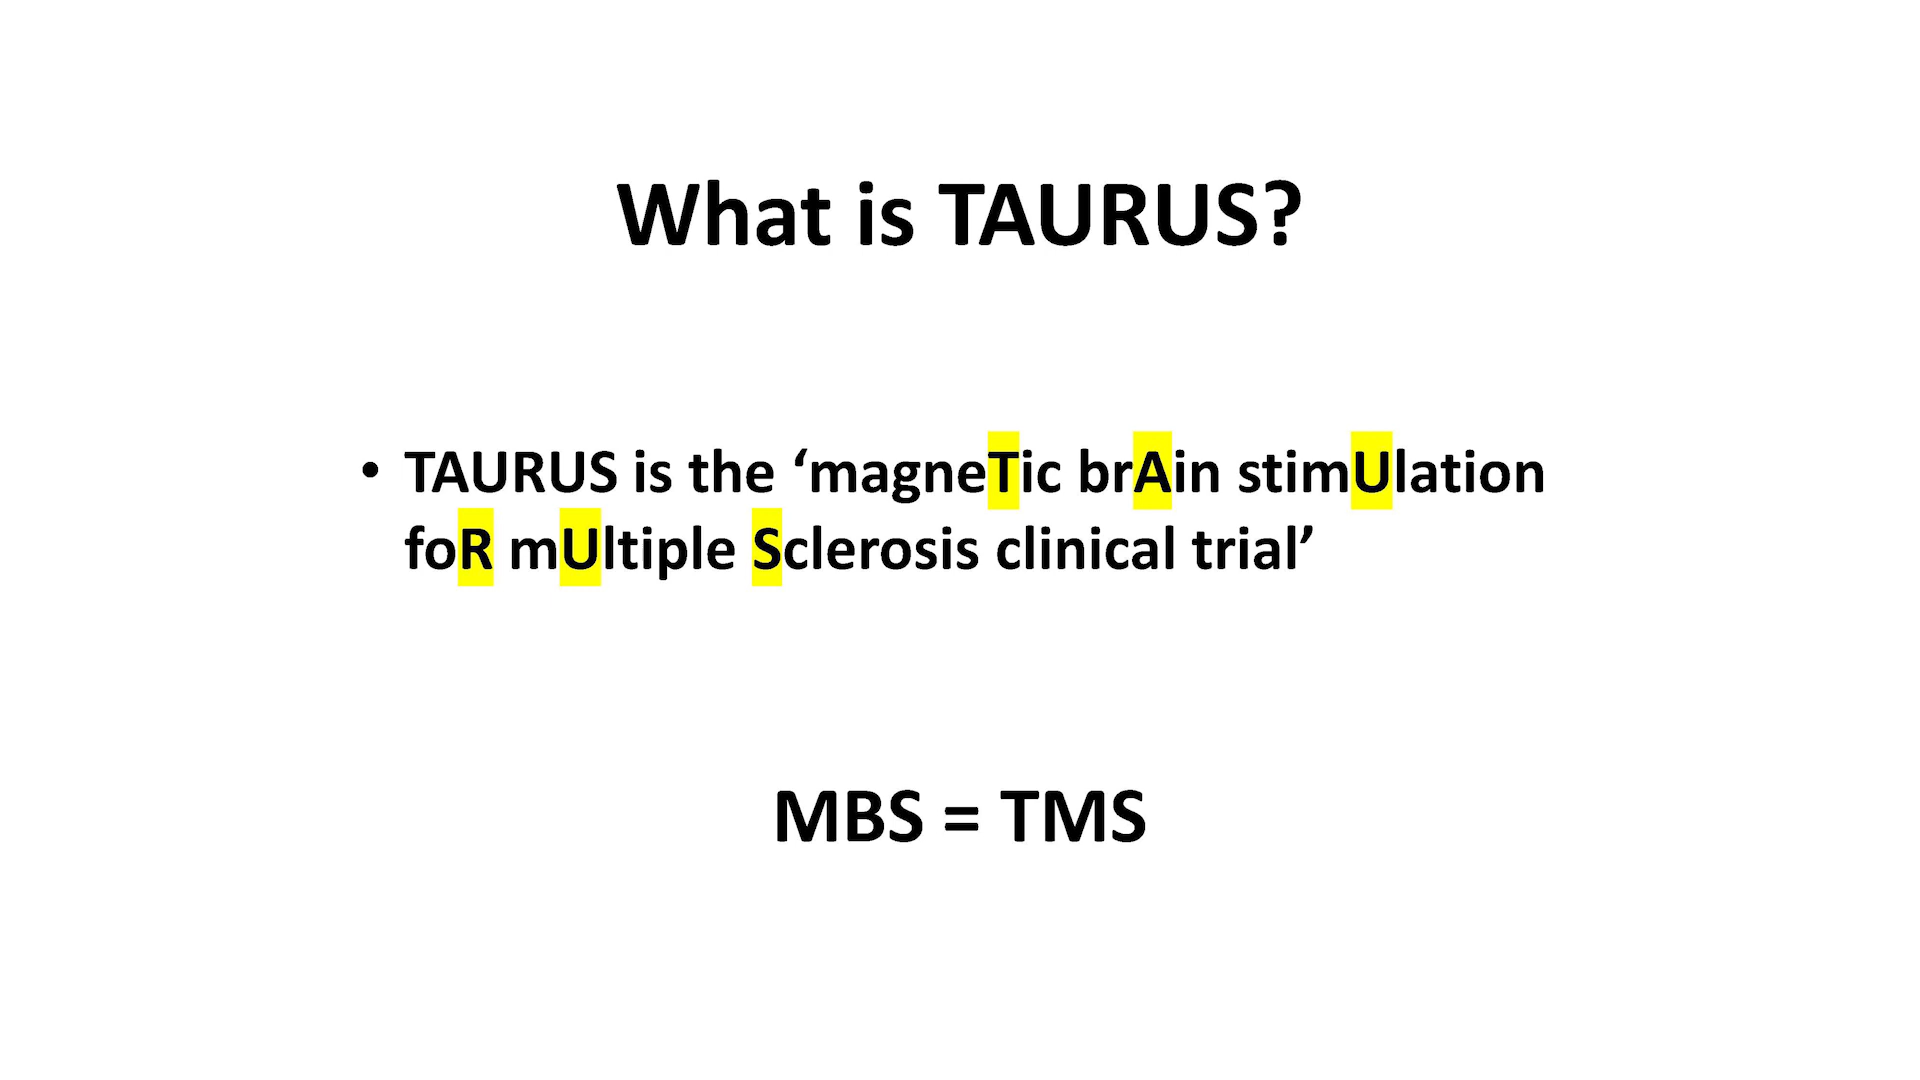 What is TAURUS?
• TAURUS is the ‘magneTic brAin stimUlation
foR mUltiple Sclerosis clinical trial’
MBS = TMS